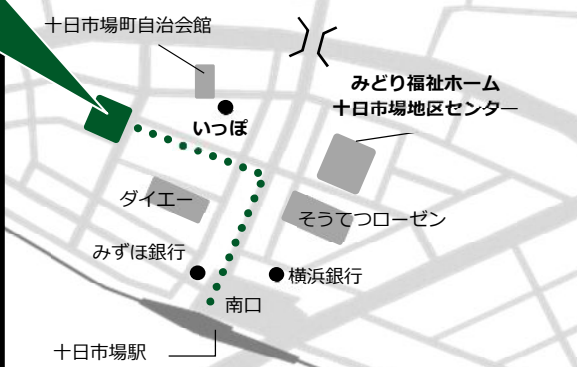 十日市場町自治会館
みどり福祉ホーム
十日市場地区センター
いっぽ
ダイエー
そうてつローゼン
みずほ銀行
横浜銀行
南口
十日市場駅